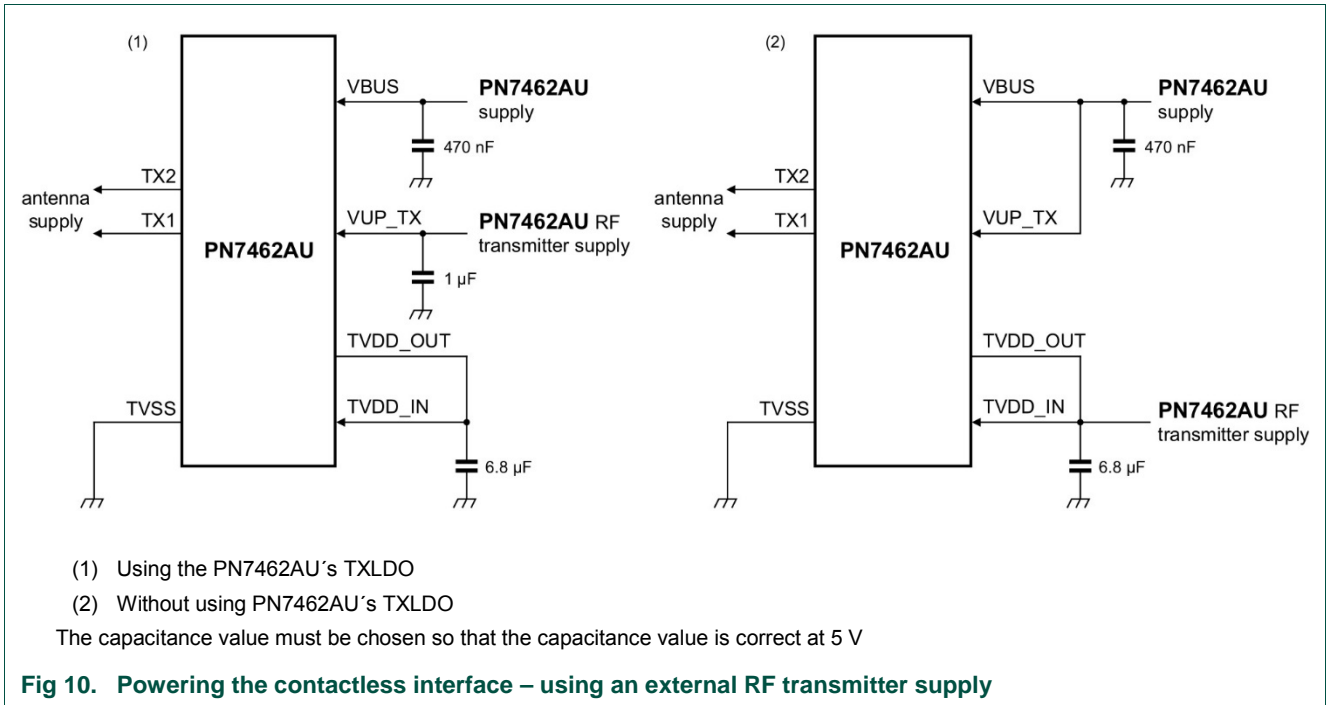 (1)
VBUS
PN7462AU
supply
470 nF
TX2
antenna
supply
TX1
VUP_TX
PN7462AU RF
transmitter supply
PN7462AU
1 µF
TVDD_OUT
TVSS
TVDD_IN
6.8 µF
(2)
VBUS
PN7462AU
supply
470 nF
TX2
antenna
supply
TX1
VUP_TX
PN7462AU
TVDD_OUT
TVSS
TVDD_IN
PN7462AU RF
transmitter supply
6.8 µF
(1) Using the PN7462AU´s TXLDO
(2) Without using PN7462AU´s TXLDO
The capacitance value must be chosen so that the capacitance value is correct at 5 V
Fig 10. Powering the contactless interface – using an external RF transmitter supply